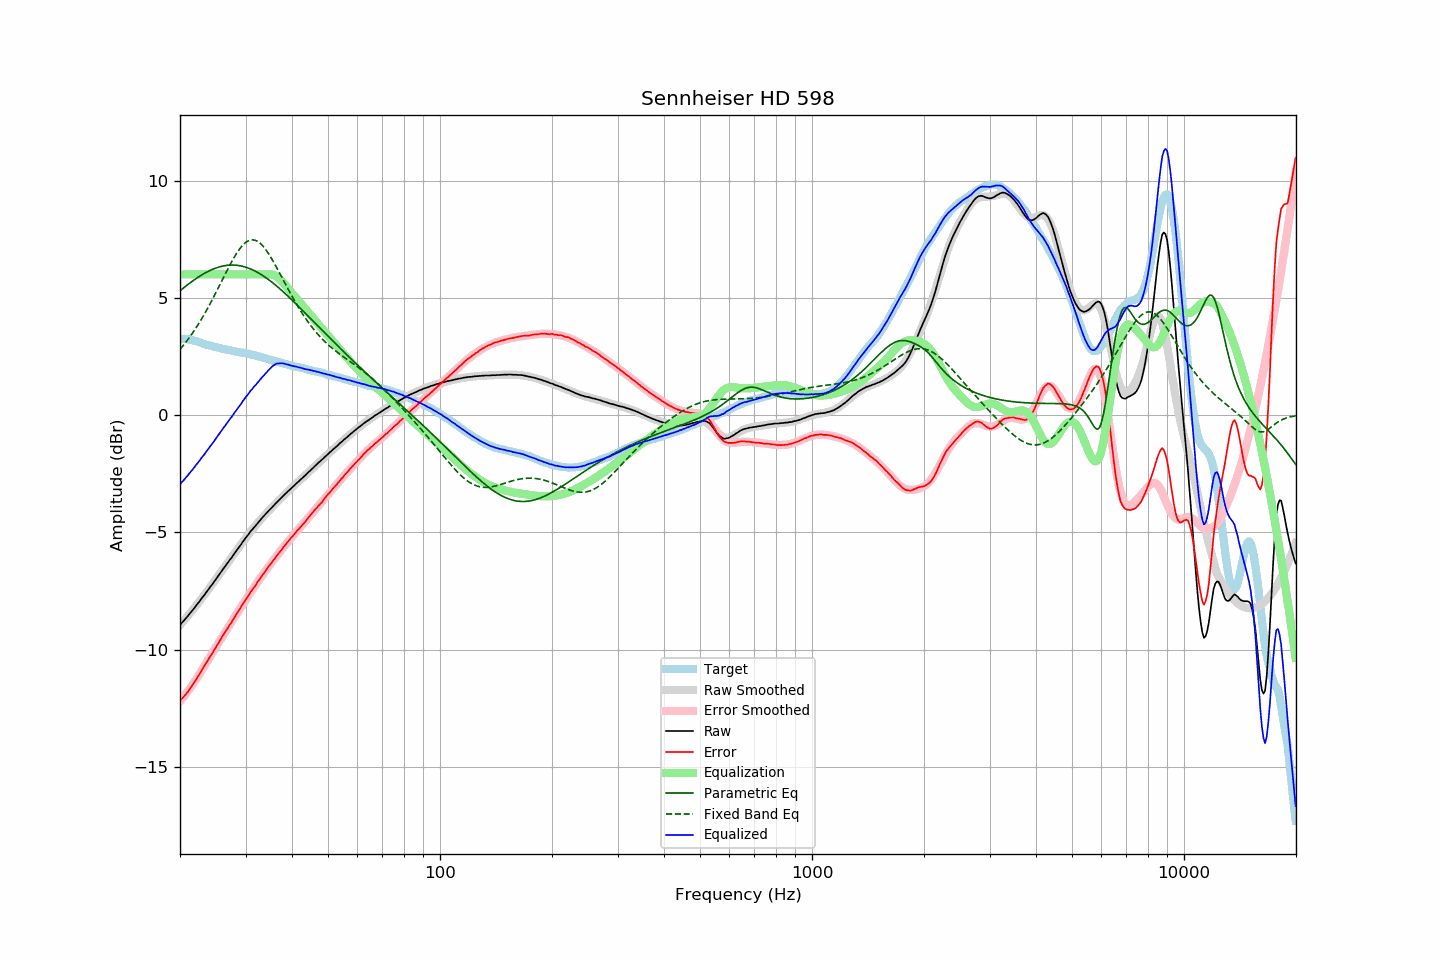 Sennheiser HD 598
Amplitude (dBr)
10
5
0
−5
−10
−15
Target
Raw Smoothed
Error Smoothed
Raw
Error
Equalization
Parametric Eq
Fixed Band Eq
Equalized
100
1000
10000
Frequency (Hz)